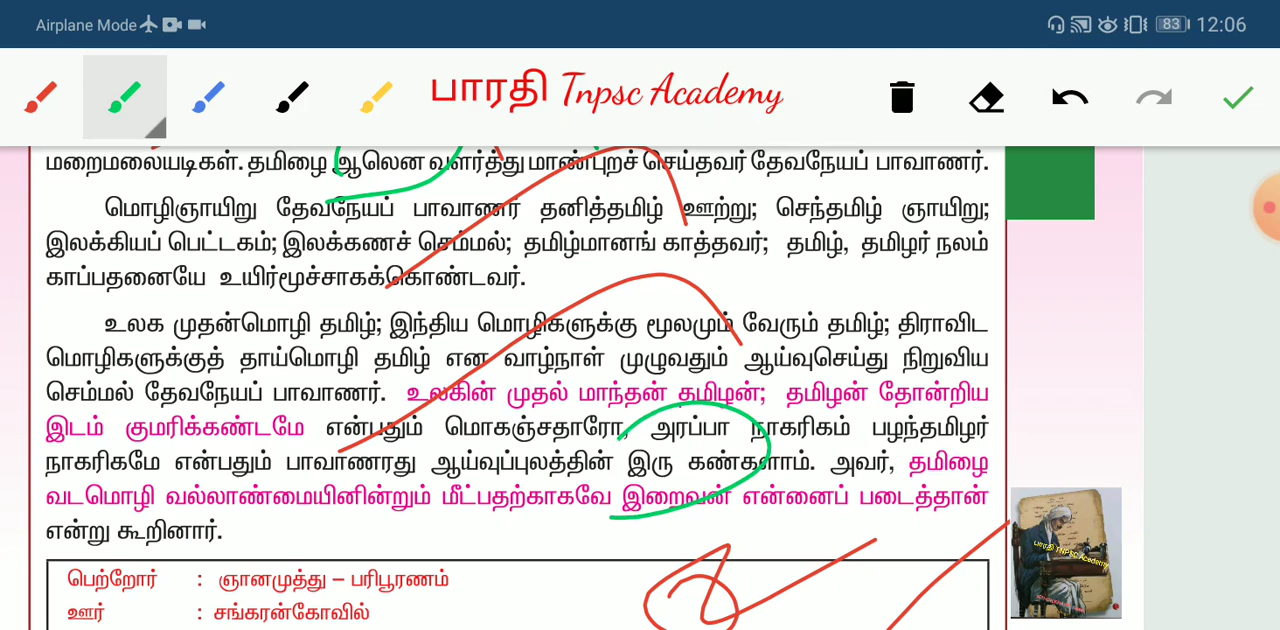 Airplane Mode 83 12:06
பாரதி Tnpsc Academy
மறைமலையடிகள். தமிழை ஆலென வளர்த்து மாண்புறச் செய்தவர் தேவநேயப் பாவாணர்.
மொழிஞாயிறு தேவநேயப் பாவாணர் தனித்தமிழ் ஊற்று; செந்தமிழ் ஞாயிறு;
இலக்கியப் பெட்டகம்; இலக்கணச் செம்மல்; தமிழ்மானங் காத்தவர்; தமிழ், தமிழர் நலம்
காப்பதனையே உயிர்மூச்சாகக்கொண்டவர்.
உலக முதன்மொழி தமிழ்; இந்திய மொழிகளுக்கு மூலமும் வேரும் தமிழ்; திராவிட
மொழிகளுக்குத் தாய்மொழி தமிழ் என வாழ்நாள் முழுவதும் ஆய்வுசெய்து நிறுவிய
செம்மல் தேவநேயப் பாவாணர். உலகின் முதல் மாந்தன் தமிழன்; தமிழன் தோன்றிய
இடம் குமரிக்கண்டமே என்பதும் மொகஞ்சதாரோ, அரப்பா நாகரிகம் பழந்தமிழர்
நாகரிகமே என்பதும் பாவாணரது ஆய்வுப்புலத்தின் இரு கண்களாம். அவர், தமிழை
வடமொழி வல்லாண்மையினின்றும் மீட்பதற்காகவே இறைவன் என்னைப் படைத்தான்
என்று கூறினார்.
பாரதி TNPSC Academy
பெற்றோர் : ஞானமுத்து – பரிபூரணம்
ஊர் : சங்கரன்கோவில்